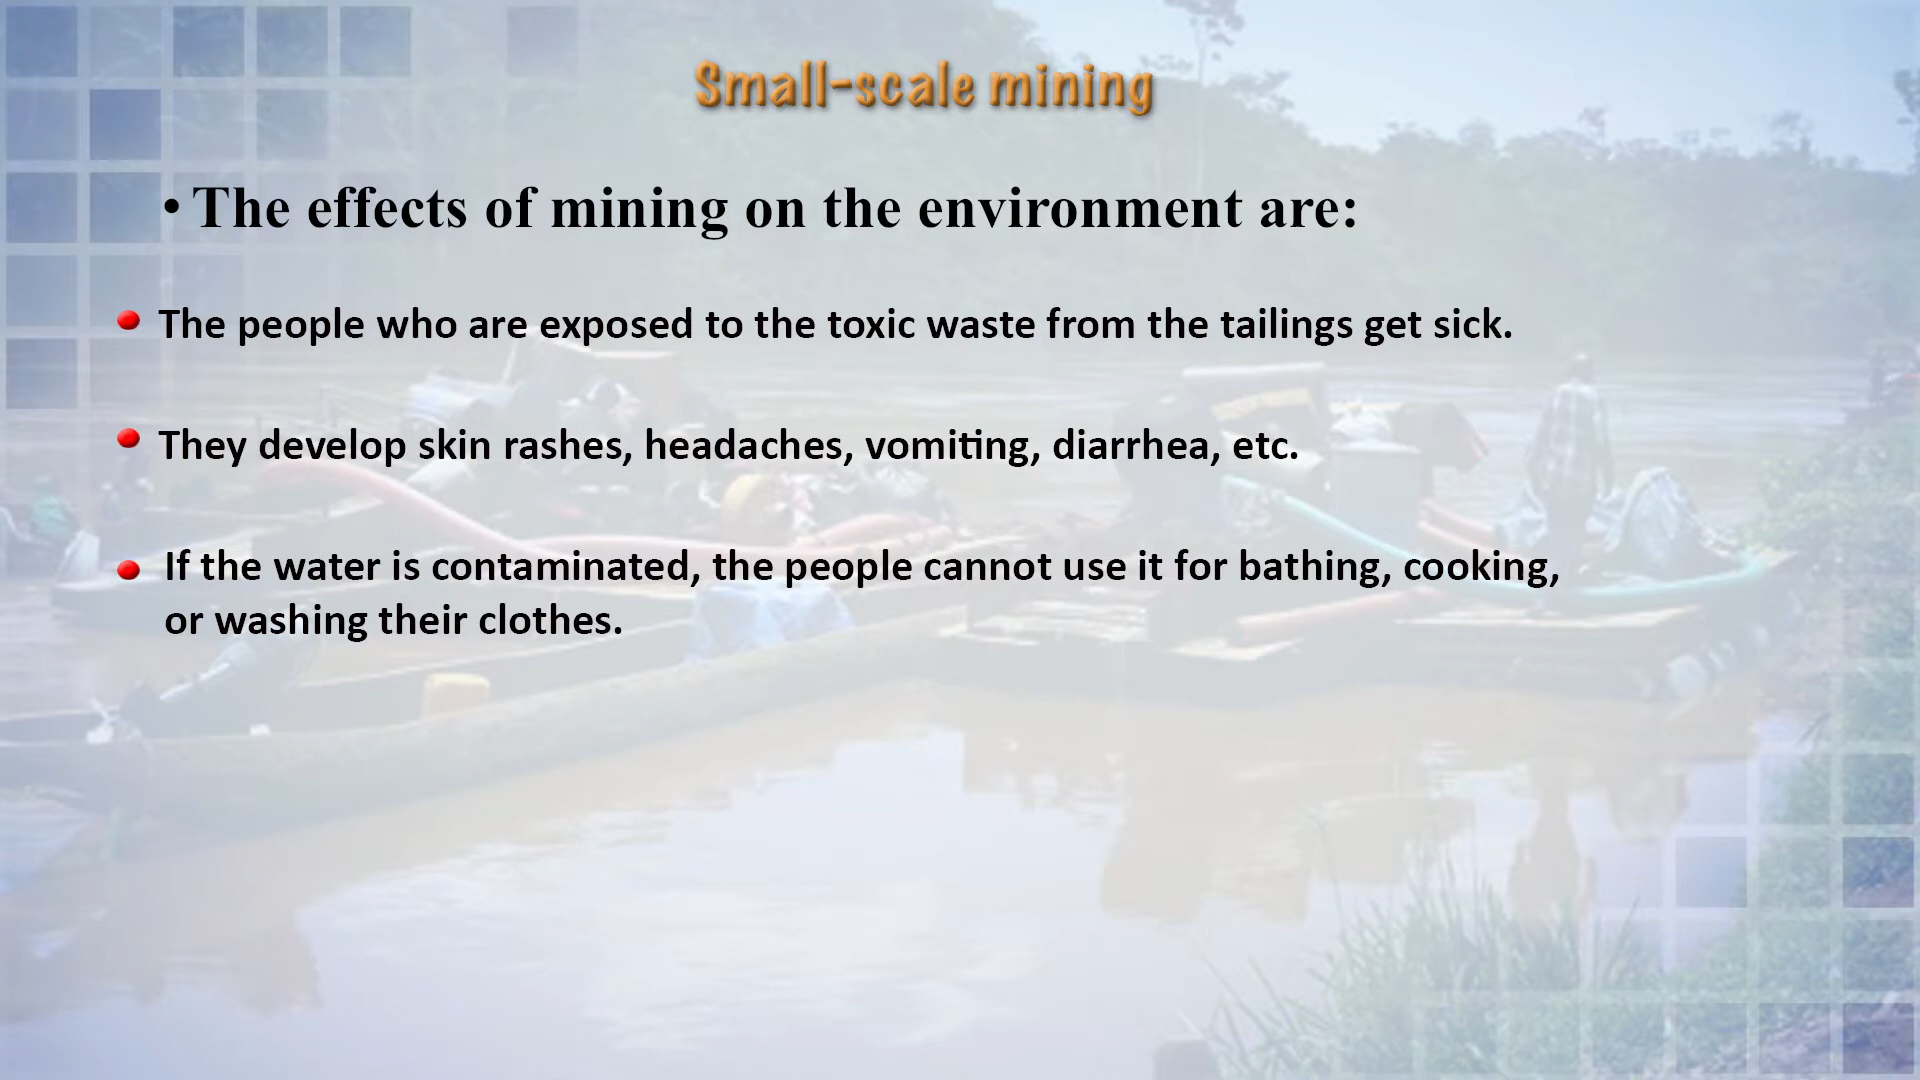 Small-scale mining
• The effects of mining on the environment are:
The people who are exposed to the toxic waste from the tailings get sick.
They develop skin rashes, headaches, vomiting, diarrhea, etc.
If the water is contaminated, the people cannot use it for bathing, cooking,
or washing their clothes.